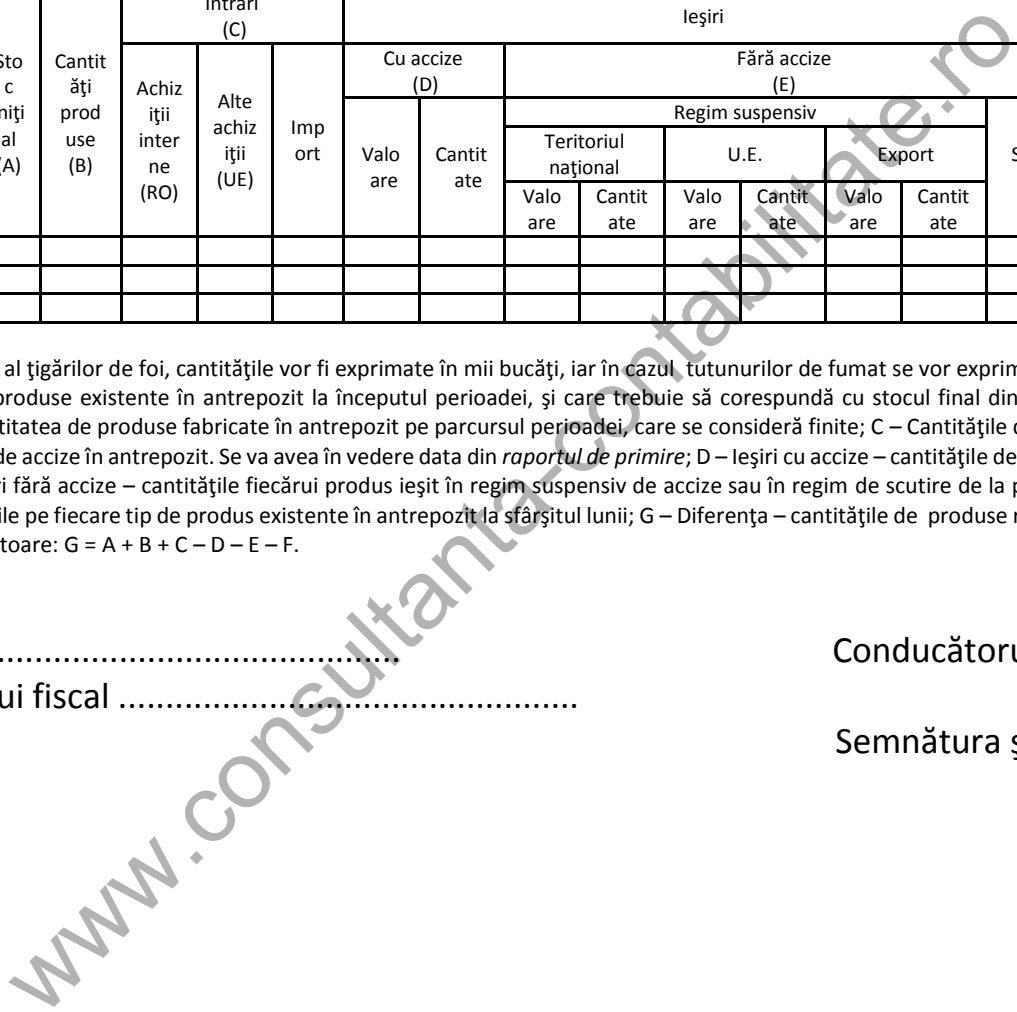 Intrări
(C)
Ieşiri
Sto
c
niţi
al
(A)
Cantit
ăţi
prod
use
(B)
Achiz
iţii
inter
ne
(RO)
Alte
achiz
iţii
(UE)
Imp
ort
Cu accize
(D)
Fără accize
(E)
Valo
are
Cantit
ate
Regim suspensiv
Teritoriul
naţional
U.E.
Export
S
Valo
are
Cantit
ate
Valo
are
Cantit
ate
Valo
are
Cantit
ate
al ţigărilor de foi, cantităţile vor fi exprimate în mii bucăţi, iar în cazul tutunurilor de fumat se vor exprim
produse existente în antrepozit la începutul perioadei, şi care trebuie să corespundă cu stocul final din
titatea de produse fabricate în antrepozit pe parcursul perioadei, care se consideră finite; C – Cantităţile d
de accize în antrepozit. Se va avea în vedere data din raportul de primire; D – Ieşiri cu accize – cantităţile de
i fără accize – cantităţile fiecărui produs ieşit în regim suspensiv de accize sau în regim de scutire de la p
ile pe fiecare tip de produs existente în antrepozit la sfârşitul lunii; G – Diferenţa – cantităţile de produse r
toare: G = A + B + C – D – E – F.
...........................................
Conducătoru
ui fiscal .................................................
Semnătura ş
www.consultanta-contabilitate.ro